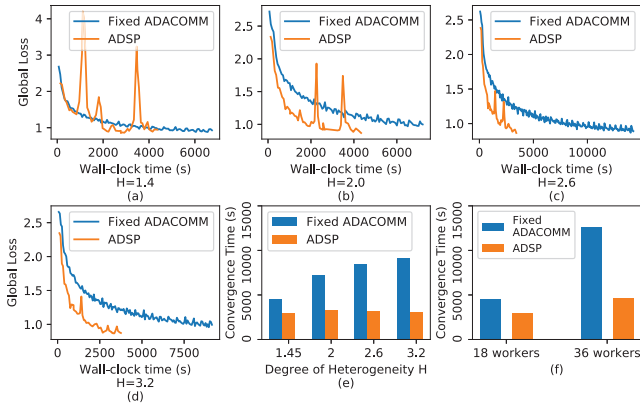 Fixed ADACOMM
ADSP
Global Loss
4
3
2
1
0 2000 4000 6000
Wall-clock time (s)
H=1.4
(a)
Fixed ADACOMM
ADSP
2.5
2.0
1.5
1.0
0 2000 4000 6000
Wall-clock time (s)
H=2.0
(b)
Fixed ADACOMM
ADSP
2.5
2.0
1.5
1.0
0 5000 10000
Wall-clock time (s)
H=2.6
(c)
Fixed ADACOMM
ADSP
Global Loss
2.5
2.0
1.5
1.0
0 2500 5000 7500
Wall-clock time (s)
H=3.2
(d)
Fixed ADACOMM
ADSP
Convergence Time (s)
15000
10000
5000
0
1.45 2 2.6 3.2
Degree of Heterogeneity H
(e)
Fixed
ADACOMM
ADSP
Convergence Time (s)
15000
10000
5000
0
18 workers 36 workers
(f)